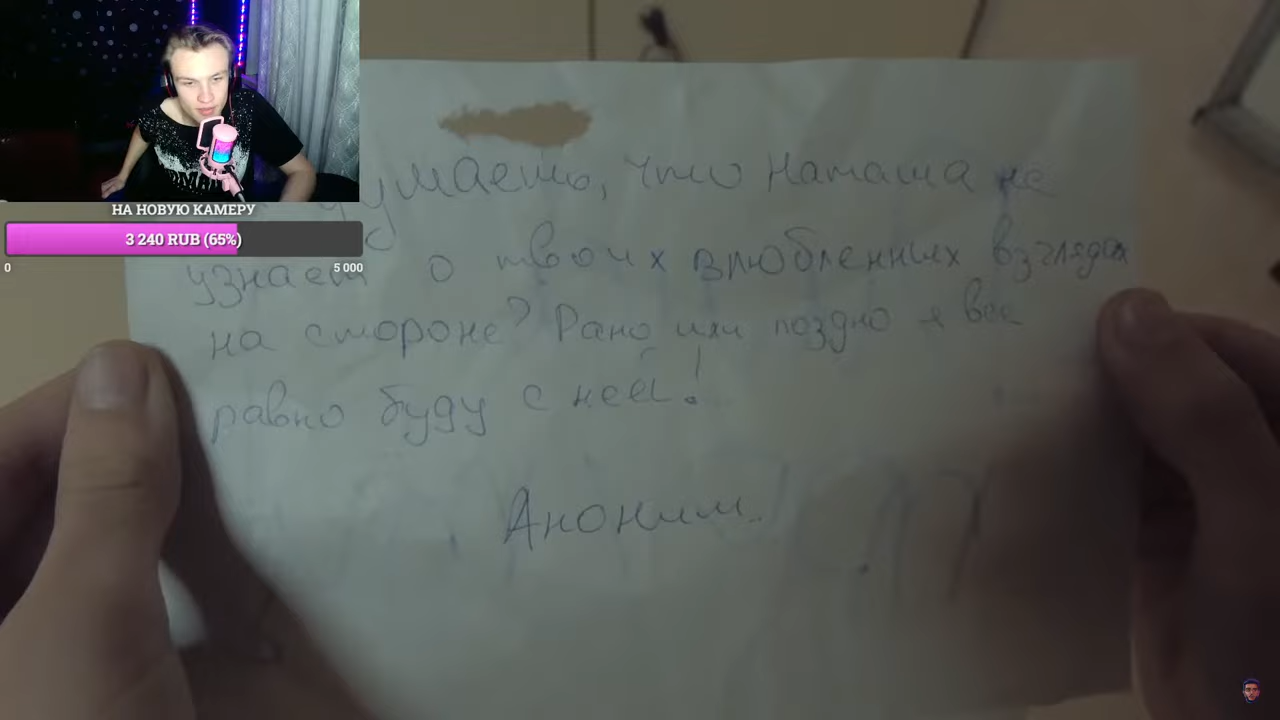 НА НОВУЮ КАМЕРУ
3 240 RUB (65%)
0 5 000
думаешь, что Наташа не
узнает о твоих влюбленных взглядах
на стороне? Рано или поздно я все
равно буду с ней!
Аноним..